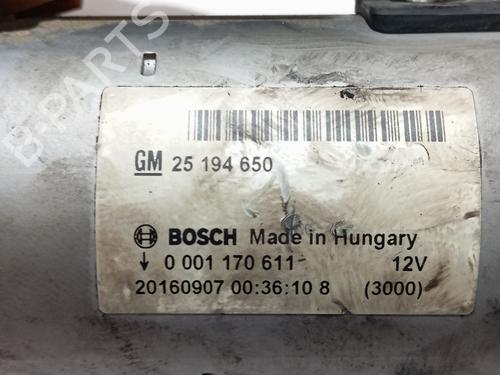 B-PARTS
GM 25 194 650
BOSCH Made in Hungary
0 001 170 611 12V
20160907 00:36:10 8 (3000)